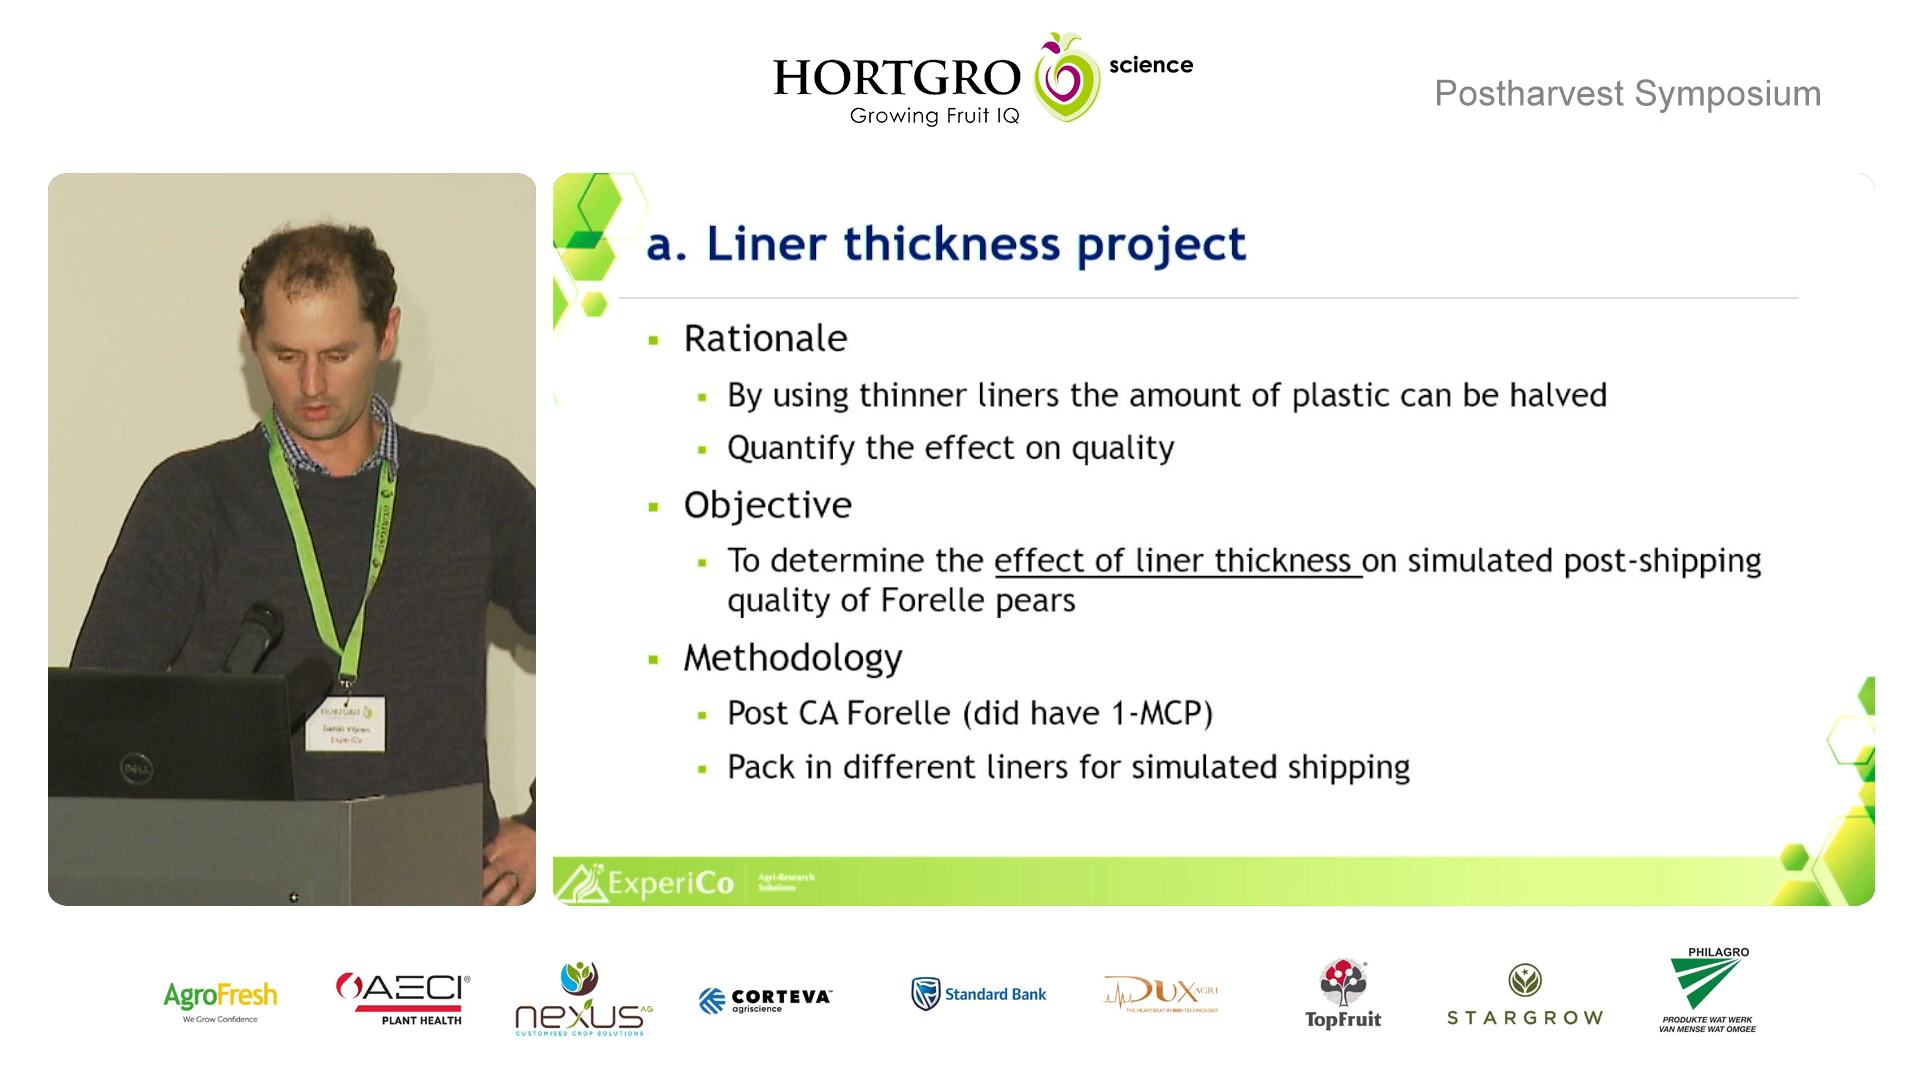 HORTGRO science
Growing Fruit IQ
Postharvest Symposium
a. Liner thickness project
Rationale
By using thinner liners the amount of plastic can be halved
Quantify the effect on quality
Objective
To determine the effect of liner thickness on simulated post-shipping
quality of Forelle pears
Methodology
Post CA Forelle (did have 1-MCP)
Pack in different liners for simulated shipping
ExperiCo
Agri-Research
Solutions
HORTGRO
ExperiCo
DELL
AgroFresh
We Grow Confidence
AECI®
PLANT HEALTH
nexus AG
CUSTOMISED CROP SOLUTIONS
CORTEVA™
agriscience
Standard Bank
DUX AGRI
THE HEARTBEAT IN BIO-TECHNOLOGY
TopFruit
STARGROW
PHILAGRO
PRODUKTE WAT WERK
VAN MENSE WAT OMGEE